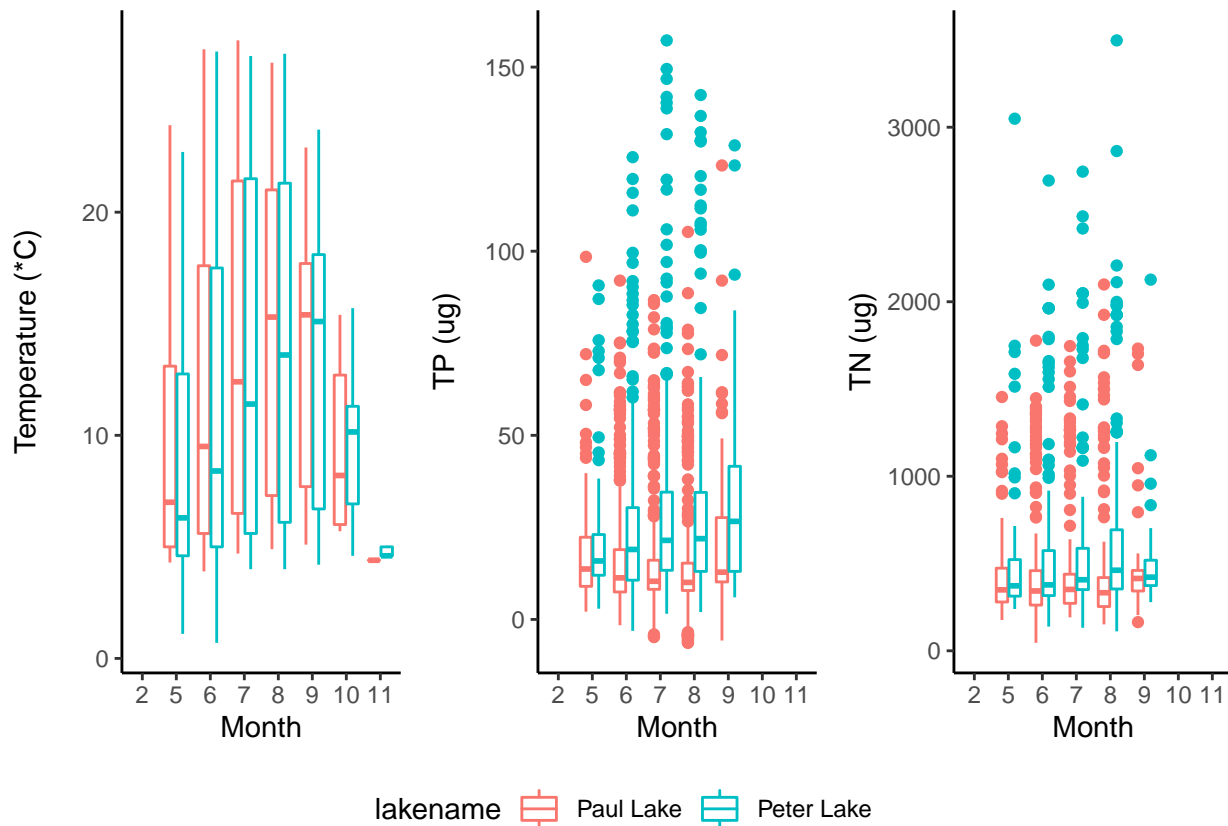 Temperature (*C)
20
10
0
2 5 6 7 8 9 10 11
Month
TP (ug)
150
100
50
0
2 5 6 7 8 9 10 11
Month
TN (ug)
3000
2000
1000
0
2 5 6 7 8 9 10 11
Month
lakename Paul Lake Peter Lake